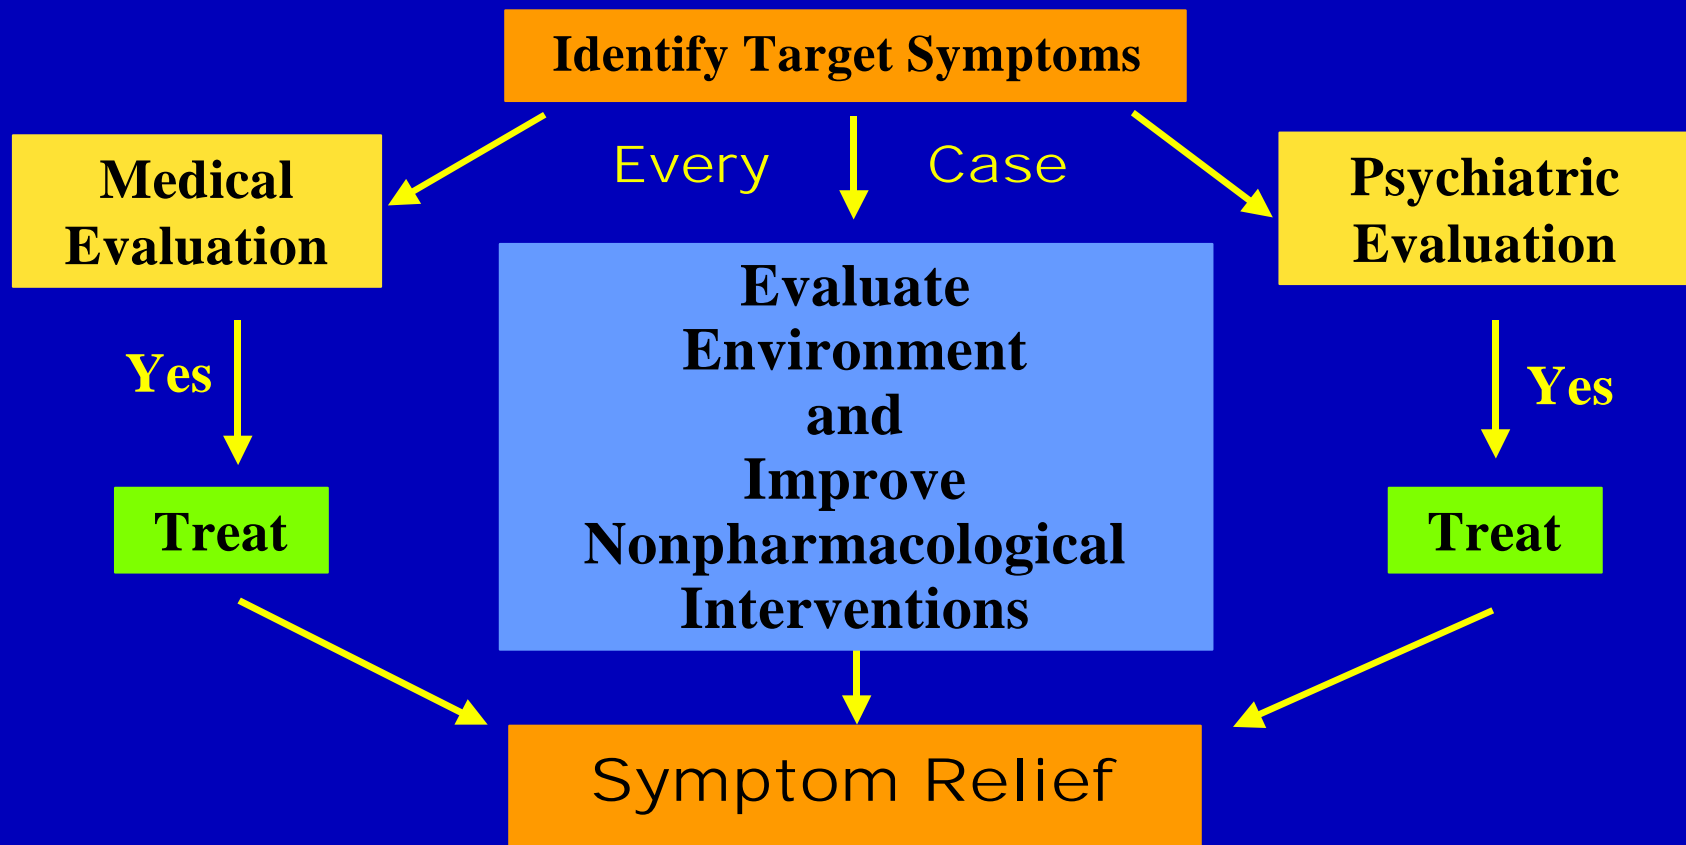 Identify Target Symptoms
Every Case
Medical
Evaluation
Psychiatric
Evaluation
Evaluate
Environment
and
Improve
Nonpharmacological
Interventions
Yes
Yes
Treat
Treat
Symptom Relief